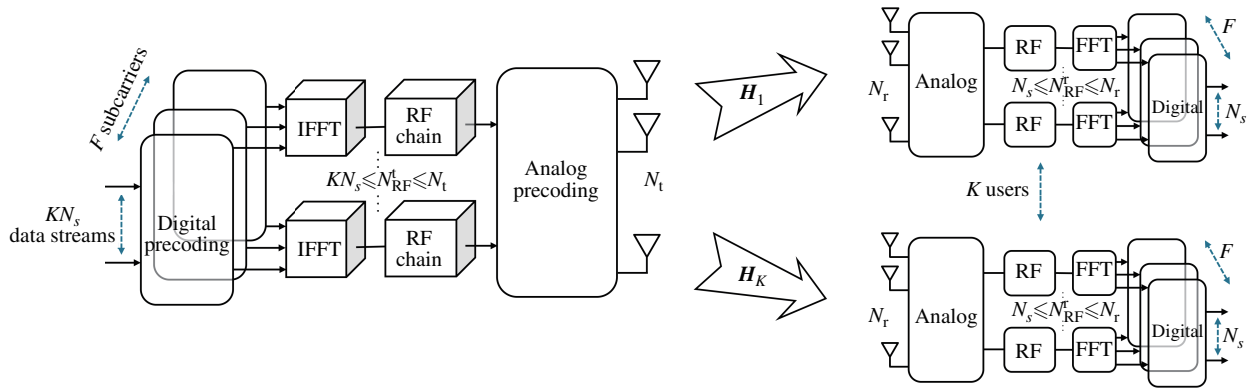 F subcarriers
KN_s
data streams
Digital
precoding
IFFT
RF
chain
KN_s ≤ N_RF^t ≤ N_t
IFFT
RF
chain
Analog
precoding
N_t
H_1
H_K
N_r
Analog
RF
FFT
N_s ≤ N_RF^r ≤ N_r
RF
FFT
Digital
F
N_s
K users
N_r
Analog
RF
FFT
N_s ≤ N_RF^r ≤ N_r
RF
FFT
Digital
F
N_s